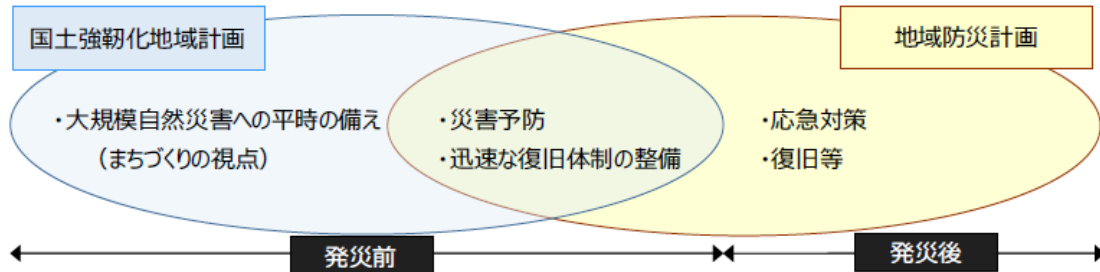 国土強靭化地域計画
地域防災計画
・大規模自然災害への平時の備え
（まちづくりの視点）
・災害予防
・迅速な復旧体制の整備
・応急対策
・復旧等
発災前
発災後